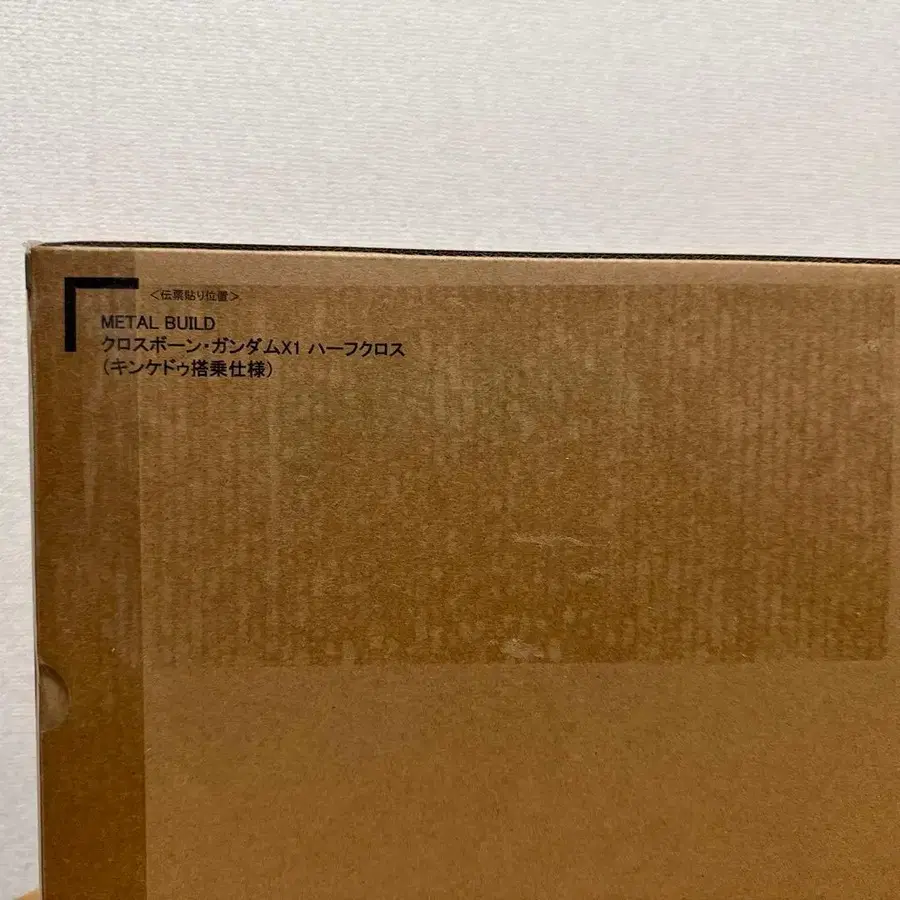 ＜伝票貼り位置＞
METAL BUILD
クロスボーン・ガンダムX1 ハーフクロス
（キンケドゥ搭乗仕様）